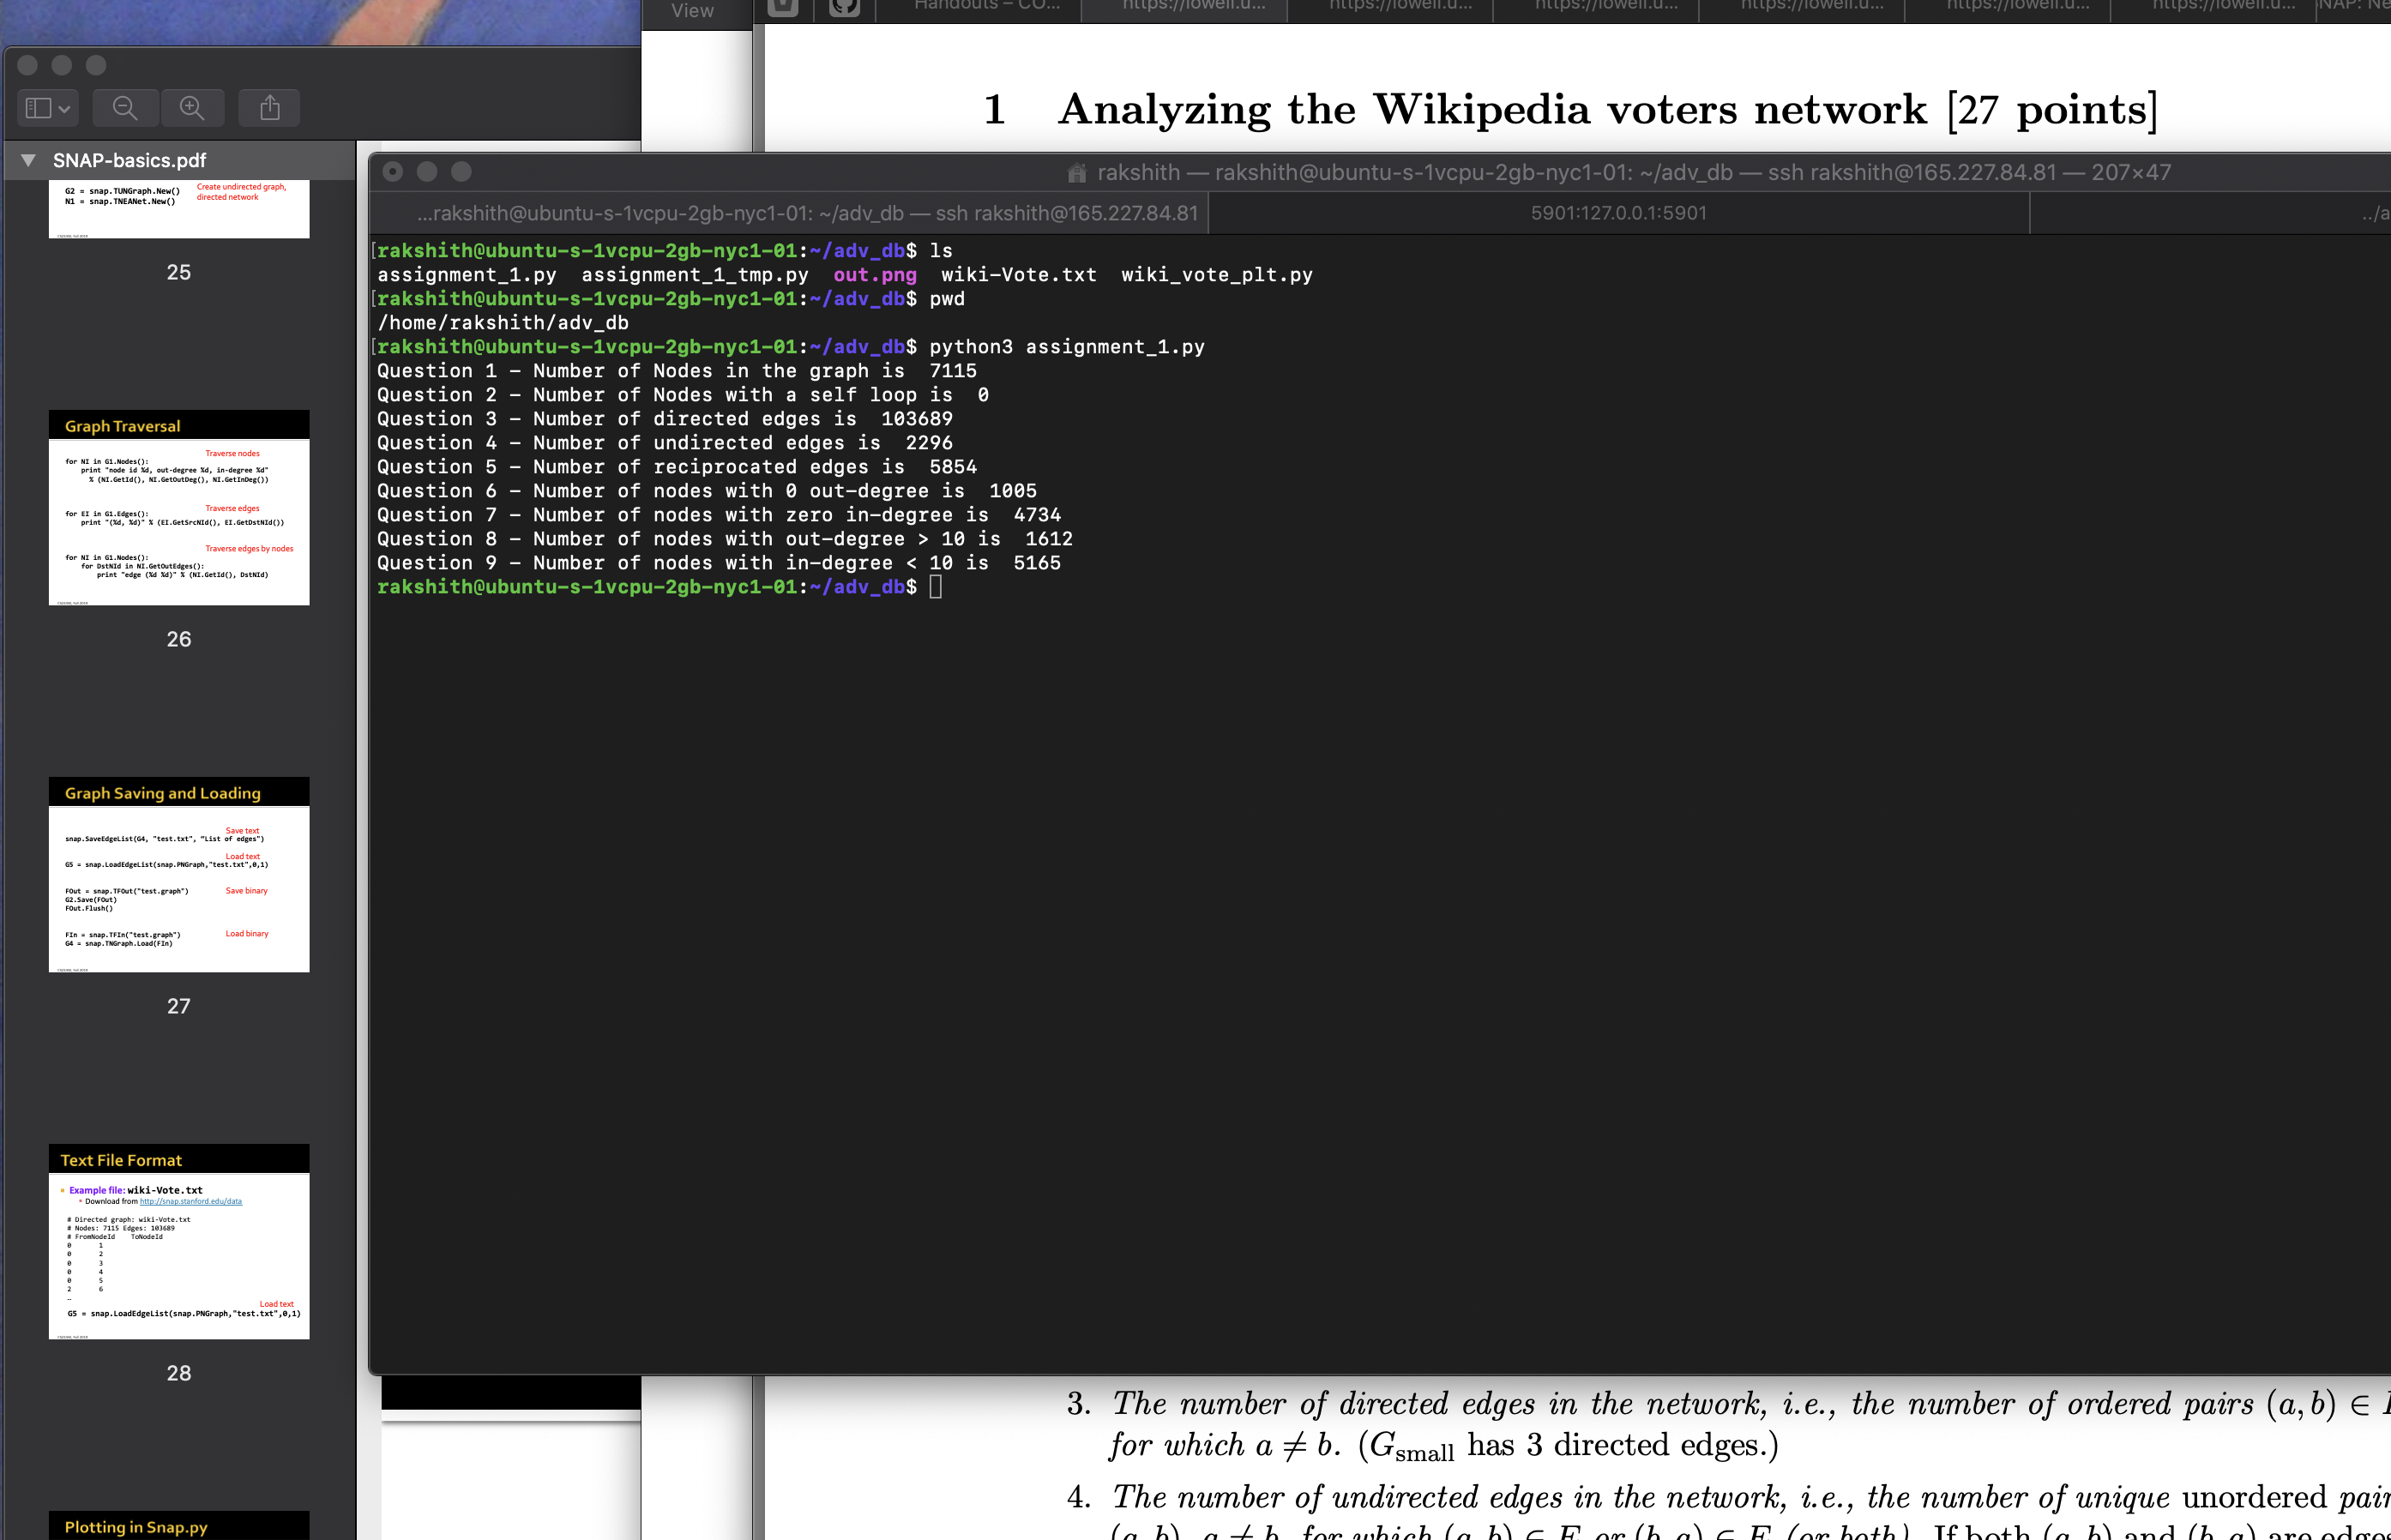 View
Handouts – CO...
https://lowell.u...
https://lowell.u...
https://lowell.u...
https://lowell.u...
https://lowell.u...
https://lowell.u...
1 Analyzing the Wikipedia voters network [27 points]
SNAP-basics.pdf
G2 = snap.TUNGraph.New()
N1 = snap.TNEANet.New()
Create undirected graph,
directed network
25
Graph Traversal
Traverse nodes
for NI in G1.Nodes():
print "node id %d, out-degree %d, in-degree %d"
% (NI.GetId(), NI.GetOutDeg(), NI.GetInDeg())
Traverse edges
for EI in G1.Edges():
print "(%d, %d)" % (EI.GetSrcNId(), EI.GetDstNId())
Traverse edges by nodes
for NI in G1.Nodes():
for DstNId in NI.GetOutEdges():
print "edge (%d %d)" % (NI.GetId(), DstNId)
26
Graph Saving and Loading
Save text
snap.SaveEdgeList(G4, "test.txt", "List of edges")
Load text
G5 = snap.LoadEdgeList(snap.PNGraph,"test.txt",0,1)
FOut = snap.TFOut("test.graph")
Save binary
G2.Save(FOut)
FOut.Flush()
FIn = snap.TFIn("test.graph")
Load binary
G4 = snap.TNGraph.Load(FIn)
27
Text File Format
Example file: wiki-Vote.txt
Download from http://snap.stanford.edu/data
# Directed graph: wiki-Vote.txt
# Nodes: 7115 Edges: 103689
# FromNodeId ToNodeId
0 1
0 2
0 3
0 4
0 5
2 6
…
Load text
G5 = snap.LoadEdgeList(snap.PNGraph,"test.txt",0,1)
28
Plotting in Snap.py
rakshith — rakshith@ubuntu-s-1vcpu-2gb-nyc1-01: ~/adv_db — ssh rakshith@165.227.84.81 — 207×47
...rakshith@ubuntu-s-1vcpu-2gb-nyc1-01: ~/adv_db — ssh rakshith@165.227.84.81
5901:127.0.0.1:5901
../a
[rakshith@ubuntu-s-1vcpu-2gb-nyc1-01:~/adv_db$ ls
assignment_1.py assignment_1_tmp.py out.png wiki-Vote.txt wiki_vote_plt.py
[rakshith@ubuntu-s-1vcpu-2gb-nyc1-01:~/adv_db$ pwd
/home/rakshith/adv_db
[rakshith@ubuntu-s-1vcpu-2gb-nyc1-01:~/adv_db$ python3 assignment_1.py
Question 1 - Number of Nodes in the graph is 7115
Question 2 - Number of Nodes with a self loop is 0
Question 3 - Number of directed edges is 103689
Question 4 - Number of undirected edges is 2296
Question 5 - Number of reciprocated edges is 5854
Question 6 - Number of nodes with 0 out-degree is 1005
Question 7 - Number of nodes with zero in-degree is 4734
Question 8 - Number of nodes with out-degree > 10 is 1612
Question 9 - Number of nodes with in-degree < 10 is 5165
rakshith@ubuntu-s-1vcpu-2gb-nyc1-01:~/adv_db$
3. The number of directed edges in the network, i.e., the number of ordered pairs (a, b) ∈
for which a ≠ b. (Gsmall has 3 directed edges.)
4. The number of undirected edges in the network, i.e., the number of unique unordered pair
(a, b), a ≠ b, for which (a, b) ∈ E or (b, a) ∈ E (or both). If both (a, b) and (b, a) are edges